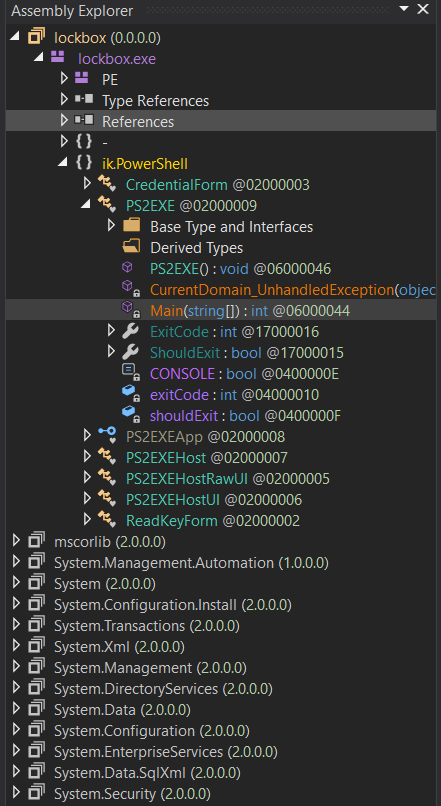 Assembly Explorer
lockbox (0.0.0.0)
lockbox.exe
PE
Type References
References
{ } -
{ } ik.PowerShell
CredentialForm @02000003
PS2EXE @02000009
Base Type and Interfaces
Derived Types
PS2EXE() : void @06000046
CurrentDomain_UnhandledException(objec
Main(string[]) : int @06000044
ExitCode : int @17000016
ShouldExit : bool @17000015
CONSOLE : bool @0400000E
exitCode : int @04000010
shouldExit : bool @0400000F
PS2EXEApp @02000008
PS2EXEHost @02000007
PS2EXEHostRawUI @02000005
PS2EXEHostUI @02000006
ReadKeyForm @02000002
mscorlib (2.0.0.0)
System.Management.Automation (1.0.0.0)
System (2.0.0.0)
System.Configuration.Install (2.0.0.0)
System.Transactions (2.0.0.0)
System.Xml (2.0.0.0)
System.Management (2.0.0.0)
System.DirectoryServices (2.0.0.0)
System.Data (2.0.0.0)
System.Configuration (2.0.0.0)
System.EnterpriseServices (2.0.0.0)
System.Data.SqlXml (2.0.0.0)
System.Security (2.0.0.0)